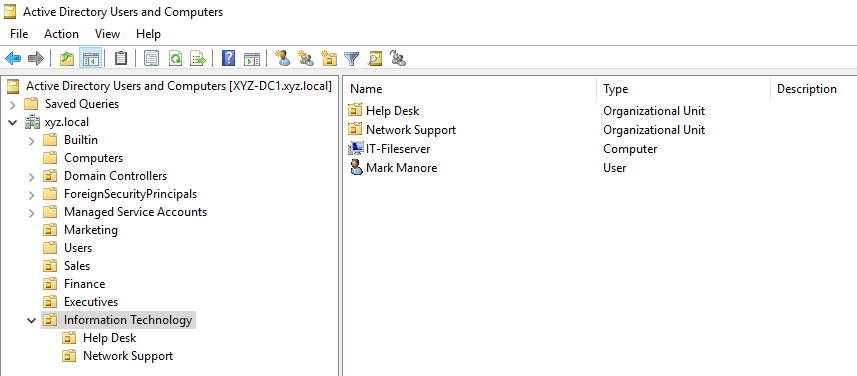 Active Directory Users and Computers
File Action View Help
Active Directory Users and Computers [XYZ-DC1.xyz.local]
Saved Queries
xyz.local
Builtin
Computers
Domain Controllers
ForeignSecurityPrincipals
Managed Service Accounts
Marketing
Users
Sales
Finance
Executives
Information Technology
Help Desk
Network Support
Name Type Description
Help Desk Organizational Unit
Network Support Organizational Unit
IT-Fileserver Computer
Mark Manore User